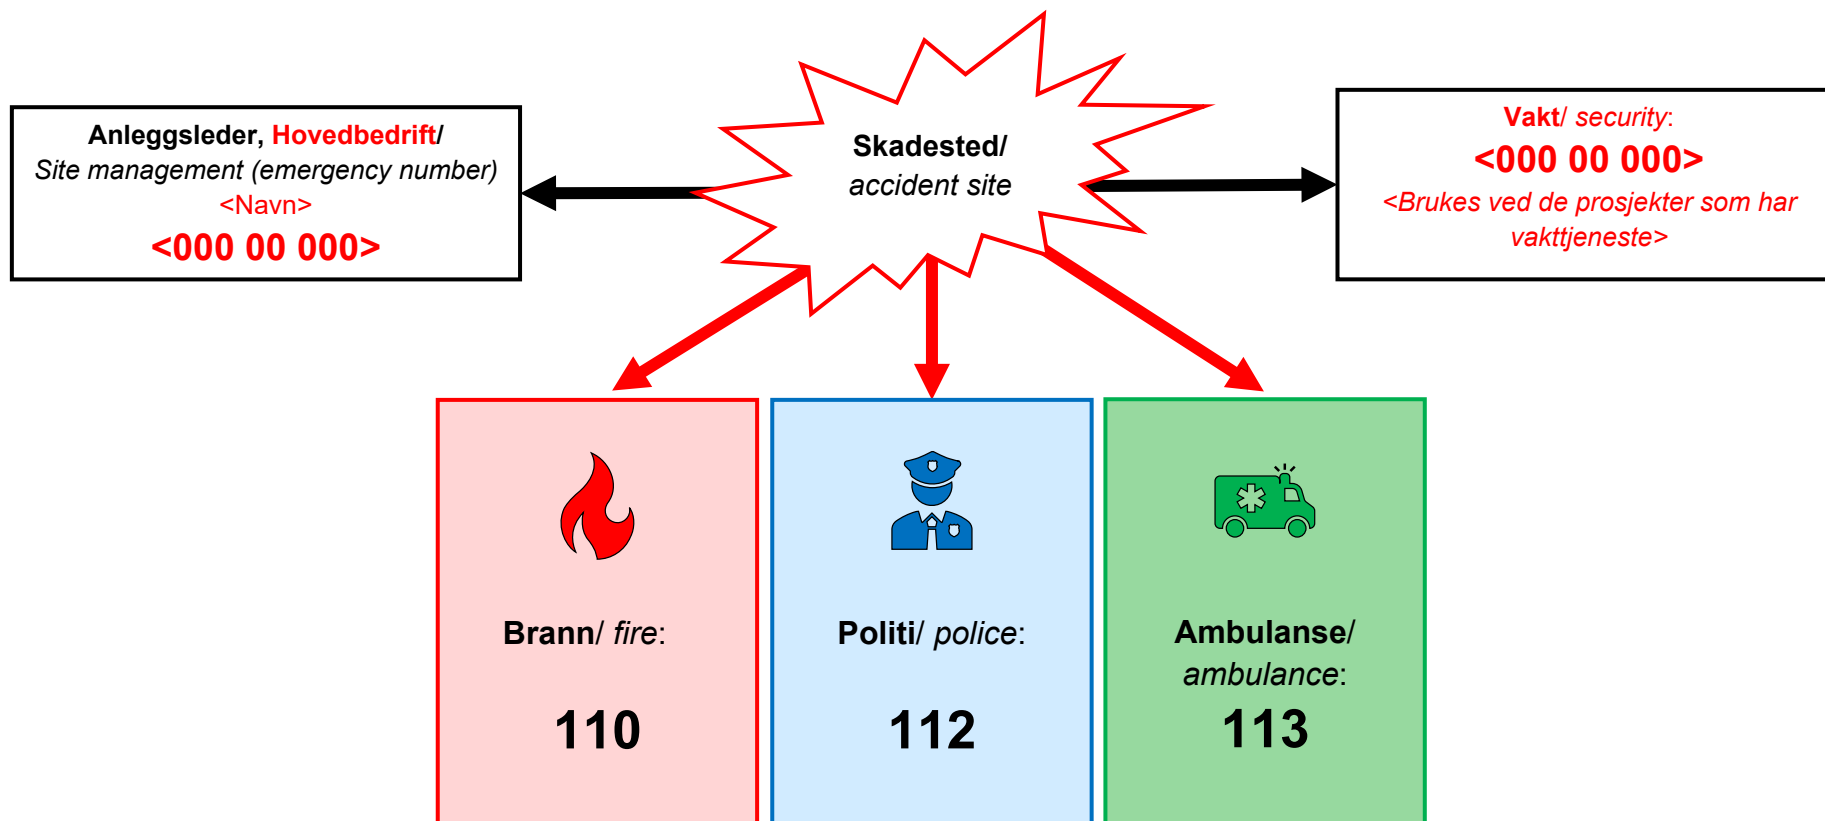 Anleggsleder, Hovedbedrift/
Site management (emergency number)
<Navn>
<000 00 000>
Skadested/
accident site
Vakt/ security:
<000 00 000>
<Brukes ved de prosjekter som har
vakttjeneste>
Brann/ fire:
110
Politi/ police:
112
Ambulanse/
ambulance:
113